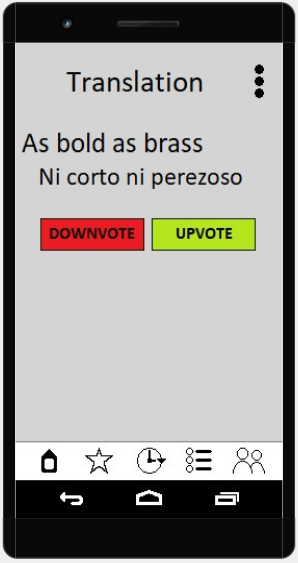 Translation
As bold as brass
Ni corto ni perezoso
DOWNVOTE
UPVOTE